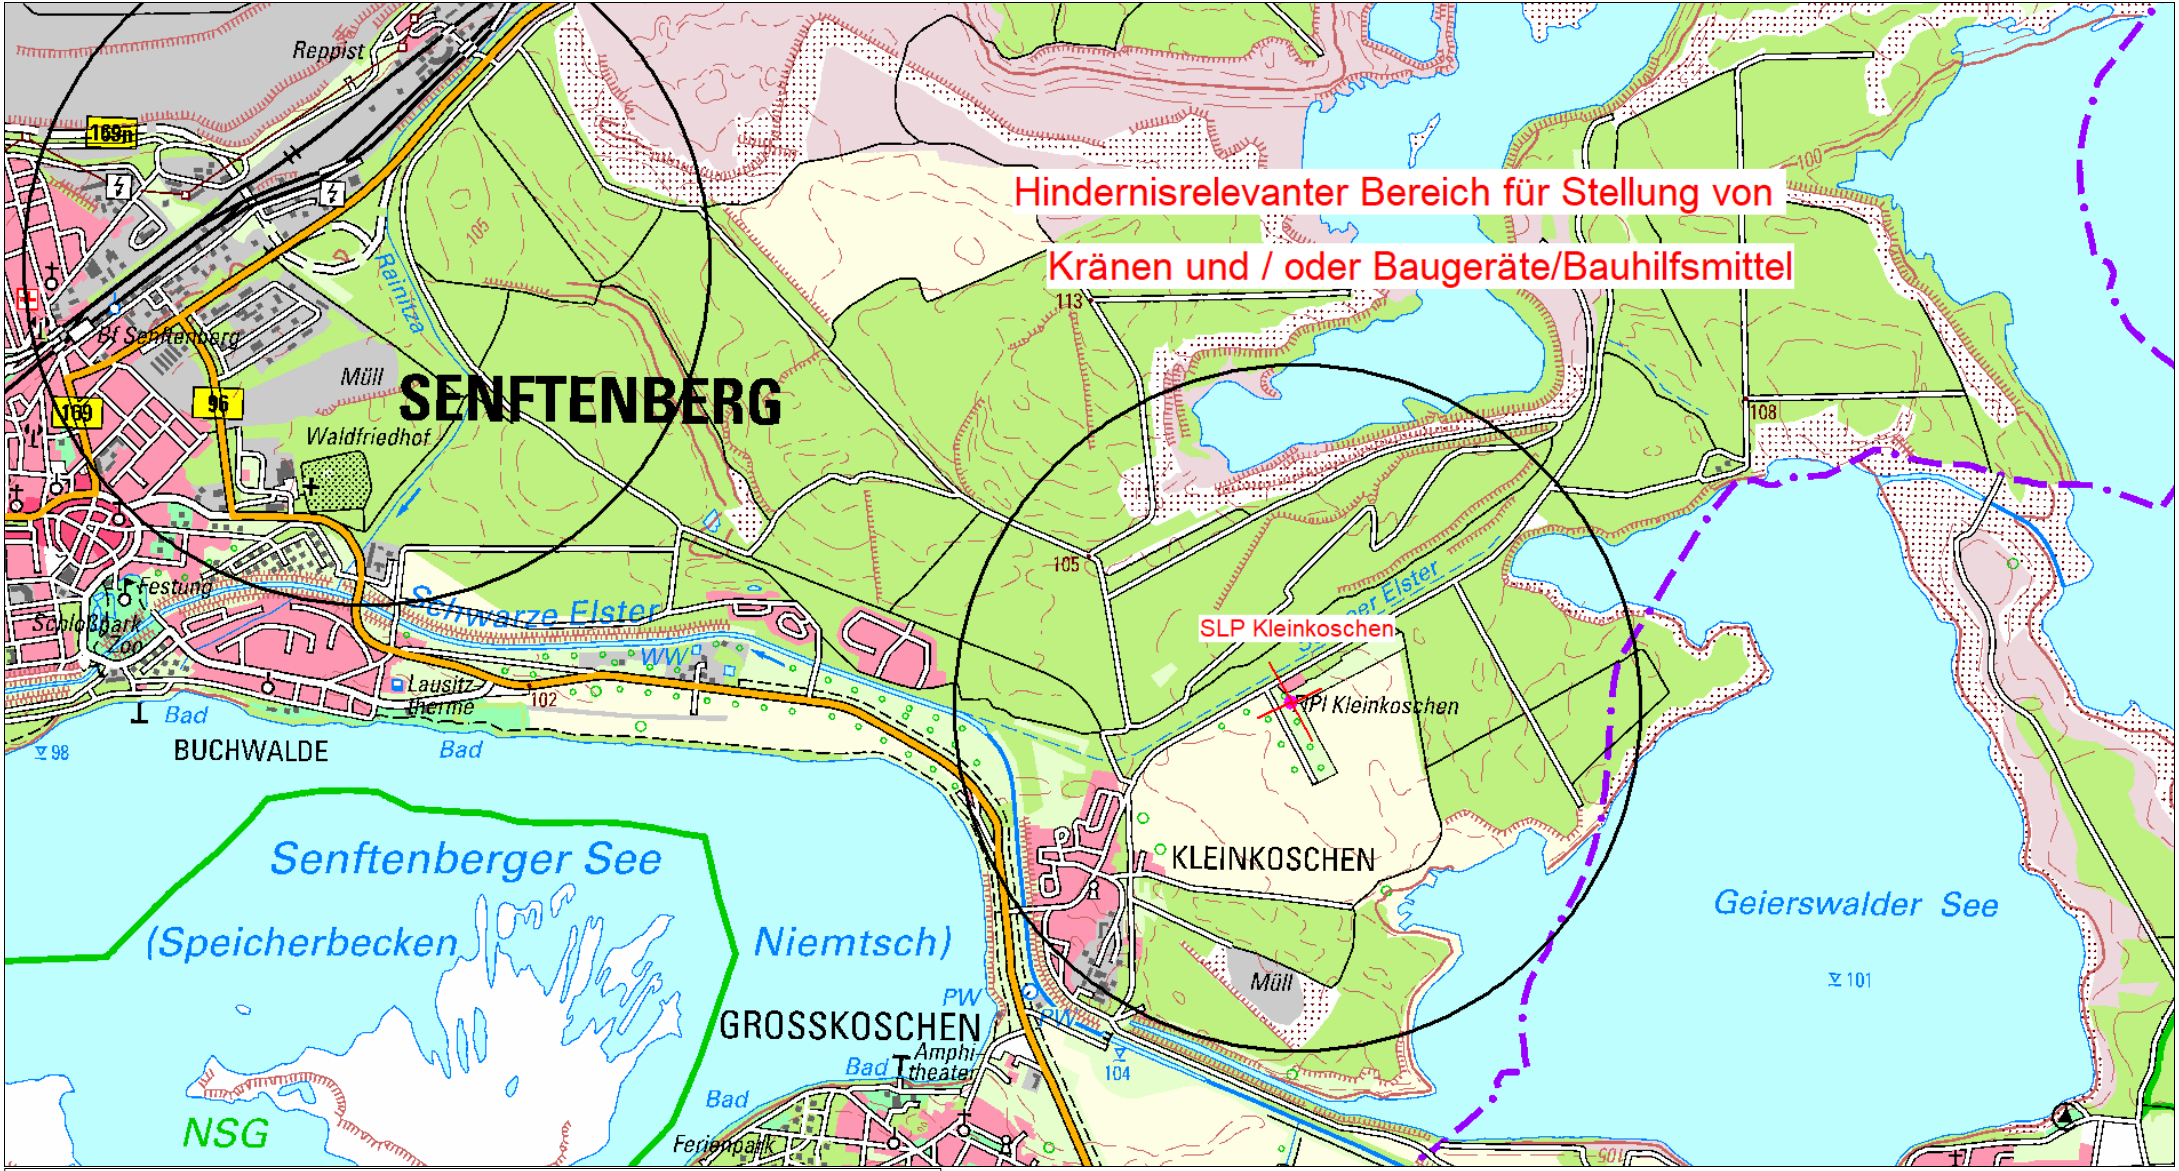 Reppist
169n
100
Hindernisrelevanter Bereich für Stellung von
Kränen und / oder Baugeräte/Bauhilfsmittel
105
Rainitza
113
Bf Senftenberg
Müll
SENFTENBERG
169
96
108
Waldfriedhof
105
Festung
Schwarze Elster
Schloßpark
Zoo
SLP Kleinkoschen
WW
Lausitz-
therme
102
Pl Kleinkoschen
Bad
98
BUCHWALDE
Bad
Senftenberger See
KLEINKOSCHEN
Geierswalder See
(Speicherbecken
Niemtsch)
Müll
101
PW
GROSSKOSCHEN
PW
Amphi-
theater
Bad
104
Bad
NSG
Ferienpark
105